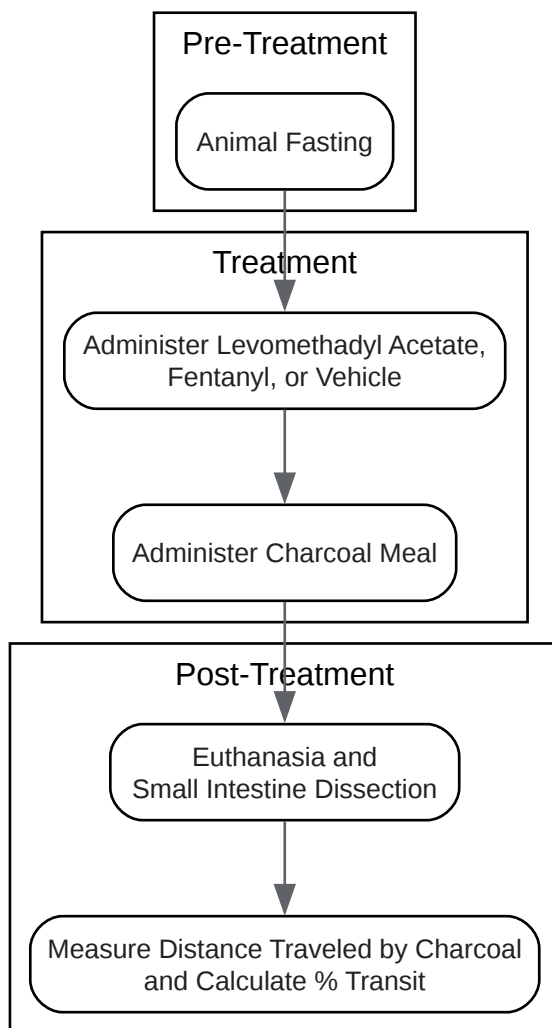 Pre-Treatment
Animal Fasting
Treatment
Administer Levomethadyl Acetate,
Fentanyl, or Vehicle
Administer Charcoal Meal
Post-Treatment
Euthanasia and
Small Intestine Dissection
Measure Distance Traveled by Charcoal
and Calculate % Transit